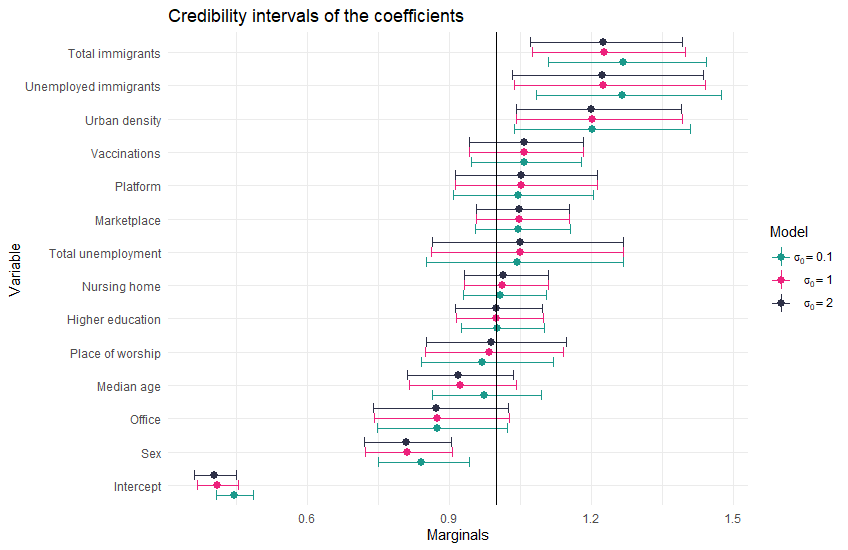 Credibility intervals of the coefficients
Variable
Total immigrants
Unemployed immigrants
Urban density
Vaccinations
Platform
Marketplace
Total unemployment
Nursing home
Higher education
Place of worship
Median age
Office
Sex
Intercept
0.6
0.9
1.2
1.5
Marginals
Model
σ₀ = 0.1
σ₀ = 1
σ₀ = 2